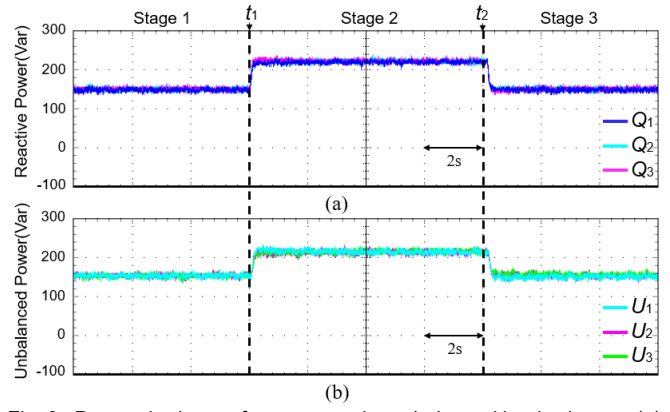 Stage 1 t1 Stage 2 t2 Stage 3
Reactive Power(Var)
300
200
100
0
-100
2s
Q1
Q2
Q3
(a)
Unbalanced Power(Var)
300
200
100
0
-100
2s
U1
U2
U3
(b)